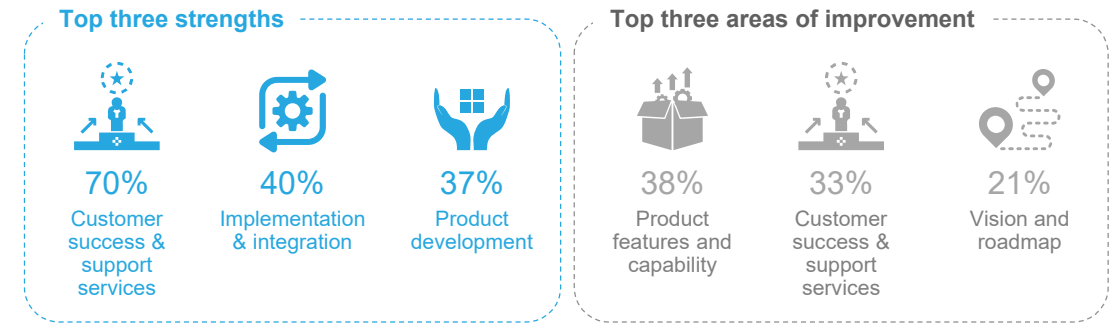 Top three strengths
70%
Customer
success &
support
services
40%
Implementation
& integration
37%
Product
development
Top three areas of improvement
38%
Product
features and
capability
33%
Customer
success &
support
services
21%
Vision and
roadmap